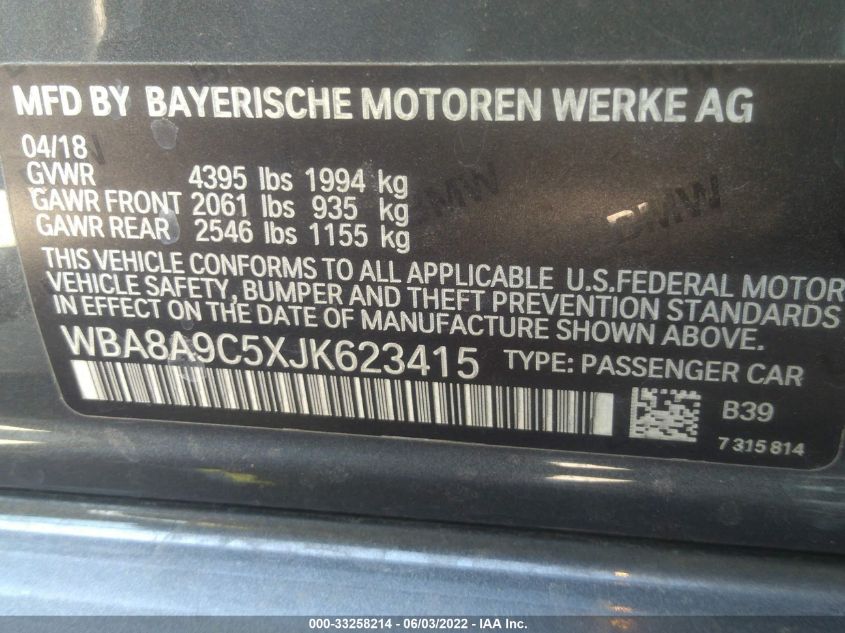 MFD BY BAYERISCHE MOTOREN WERKE AG
04/18
GVWR 4395 lbs 1994 kg
GAWR FRONT 2061 lbs 935 kg
GAWR REAR 2546 lbs 1155 kg
BMW
THIS VEHICLE CONFORMS TO ALL APPLICABLE U.S.FEDERAL MOTOR
VEHICLE SAFETY, BUMPER AND THEFT PREVENTION STANDARDS
IN EFFECT ON THE DATE OF MANUFACTURE SHOWN ABOVE.
WBA8A9C5XJK623415 TYPE: PASSENGER CAR
B39
7 315 814
000-33258214 | 06/03/2022 - IAA Inc.